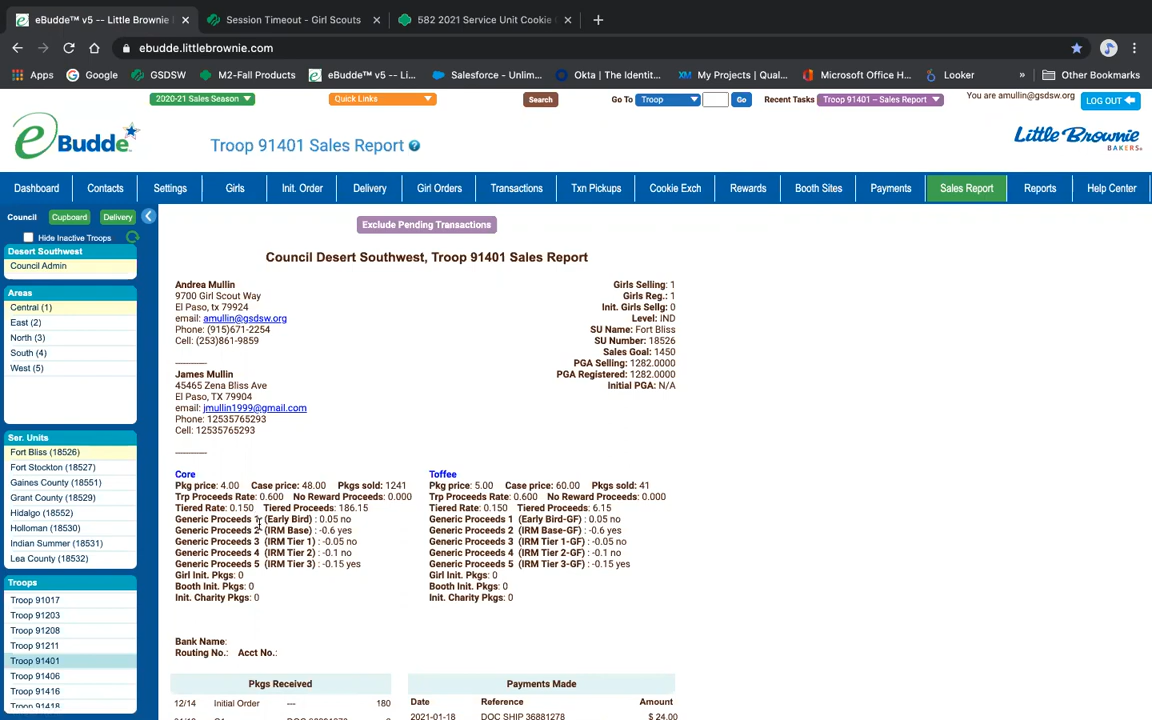 eBudde™ v5 -- Little Brownie
Session Timeout - Girl Scouts
582 2021 Service Unit Cookie
ebudde.littlebrownie.com
Apps
Google
GSDSW
M2-Fall Products
eBudde™ v5 -- Li...
Salesforce - Unlim...
Okta | The Identit...
XM My Projects | Qual...
Microsoft Office H...
Looker
»
Other Bookmarks
2020-21 Sales Season
Quick Links
Search
Go To
Troop
Go
Recent Tasks
Troop 91401 – Sales Report
You are amullin@gsdsw.org
LOG OUT
eBudde
Troop 91401 Sales Report ?
Little Brownie
BAKERS
Dashboard
Contacts
Settings
Girls
Init. Order
Delivery
Girl Orders
Transactions
Txn Pickups
Cookie Exch
Rewards
Booth Sites
Payments
Sales Report
Reports
Help Center
Council
Cupboard
Delivery
Hide Inactive Troops
Desert Southwest
Council Admin
Areas
Central (1)
East (2)
North (3)
South (4)
West (5)
Ser. Units
Fort Bliss (18526)
Fort Stockton (18527)
Gaines County (18551)
Grant County (18529)
Hidalgo (18552)
Holloman (18530)
Indian Summer (18531)
Lea County (18532)
Troops
Troop 91017
Troop 91203
Troop 91208
Troop 91211
Troop 91401
Troop 91406
Troop 91416
Troop 91418
Exclude Pending Transactions
Council Desert Southwest, Troop 91401 Sales Report
Andrea Mullin
9700 Girl Scout Way
El Paso, tx 79924
email: amullin@gsdsw.org
Phone: (915)671-2254
Cell: (253)861-9859
James Mullin
45465 Zena Bliss Ave
El Paso, TX 79904
email: jmullin1999@gmail.com
Phone: 12535765293
Cell: 12535765293
Girls Selling: 1
Girls Reg.: 1
Init. Girls Sellg: 0
Level: IND
SU Name: Fort Bliss
SU Number: 18526
Sales Goal: 1450
PGA Selling: 1282.0000
PGA Registered: 1282.0000
Initial PGA: N/A
Core
Pkg price: 4.00 Case price: 48.00 Pkgs sold: 1241
Trp Proceeds Rate: 0.600 No Reward Proceeds: 0.000
Tiered Rate: 0.150 Tiered Proceeds: 186.15
Generic Proceeds 1 (Early Bird) : 0.05 no
Generic Proceeds 2 (IRM Base) : -0.6 yes
Generic Proceeds 3 (IRM Tier 1) : -0.05 no
Generic Proceeds 4 (IRM Tier 2) : -0.1 no
Generic Proceeds 5 (IRM Tier 3) : -0.15 yes
Girl Init. Pkgs: 0
Booth Init. Pkgs: 0
Init. Charity Pkgs: 0
Toffee
Pkg price: 5.00 Case price: 60.00 Pkgs sold: 41
Trp Proceeds Rate: 0.600 No Reward Proceeds: 0.000
Tiered Rate: 0.150 Tiered Proceeds: 6.15
Generic Proceeds 1 (Early Bird-GF) : 0.05 no
Generic Proceeds 2 (IRM Base-GF) : -0.6 yes
Generic Proceeds 3 (IRM Tier 1-GF) : -0.05 no
Generic Proceeds 4 (IRM Tier 2-GF) : -0.1 no
Generic Proceeds 5 (IRM Tier 3-GF) : -0.15 yes
Girl Init. Pkgs: 0
Booth Init. Pkgs: 0
Init. Charity Pkgs: 0
Bank Name:
Routing No.: Acct No.:
Pkgs Received
12/14 Initial Order --- 180
Payments Made
Date Reference Amount
2021-01-18 DOC SHIP 36881278 $ 24.00